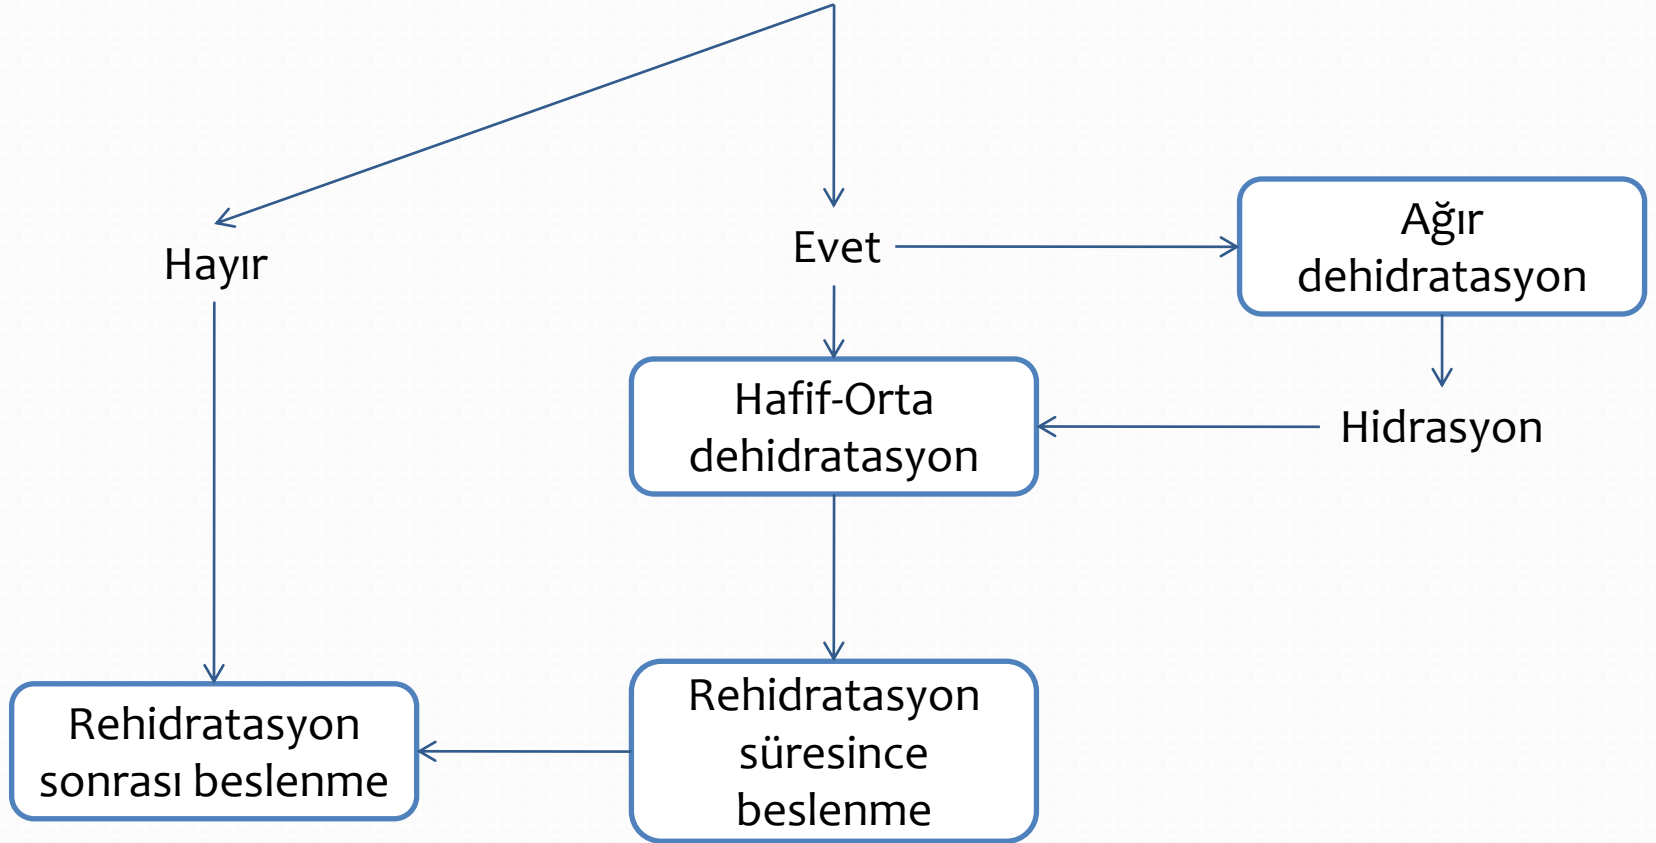 Hayır
Evet
Ağır
dehidratasyon
Hafif-Orta
dehidratasyon
Hidrasyon
Rehidratasyon
sonrası beslenme
Rehidratasyon
süresince
beslenme